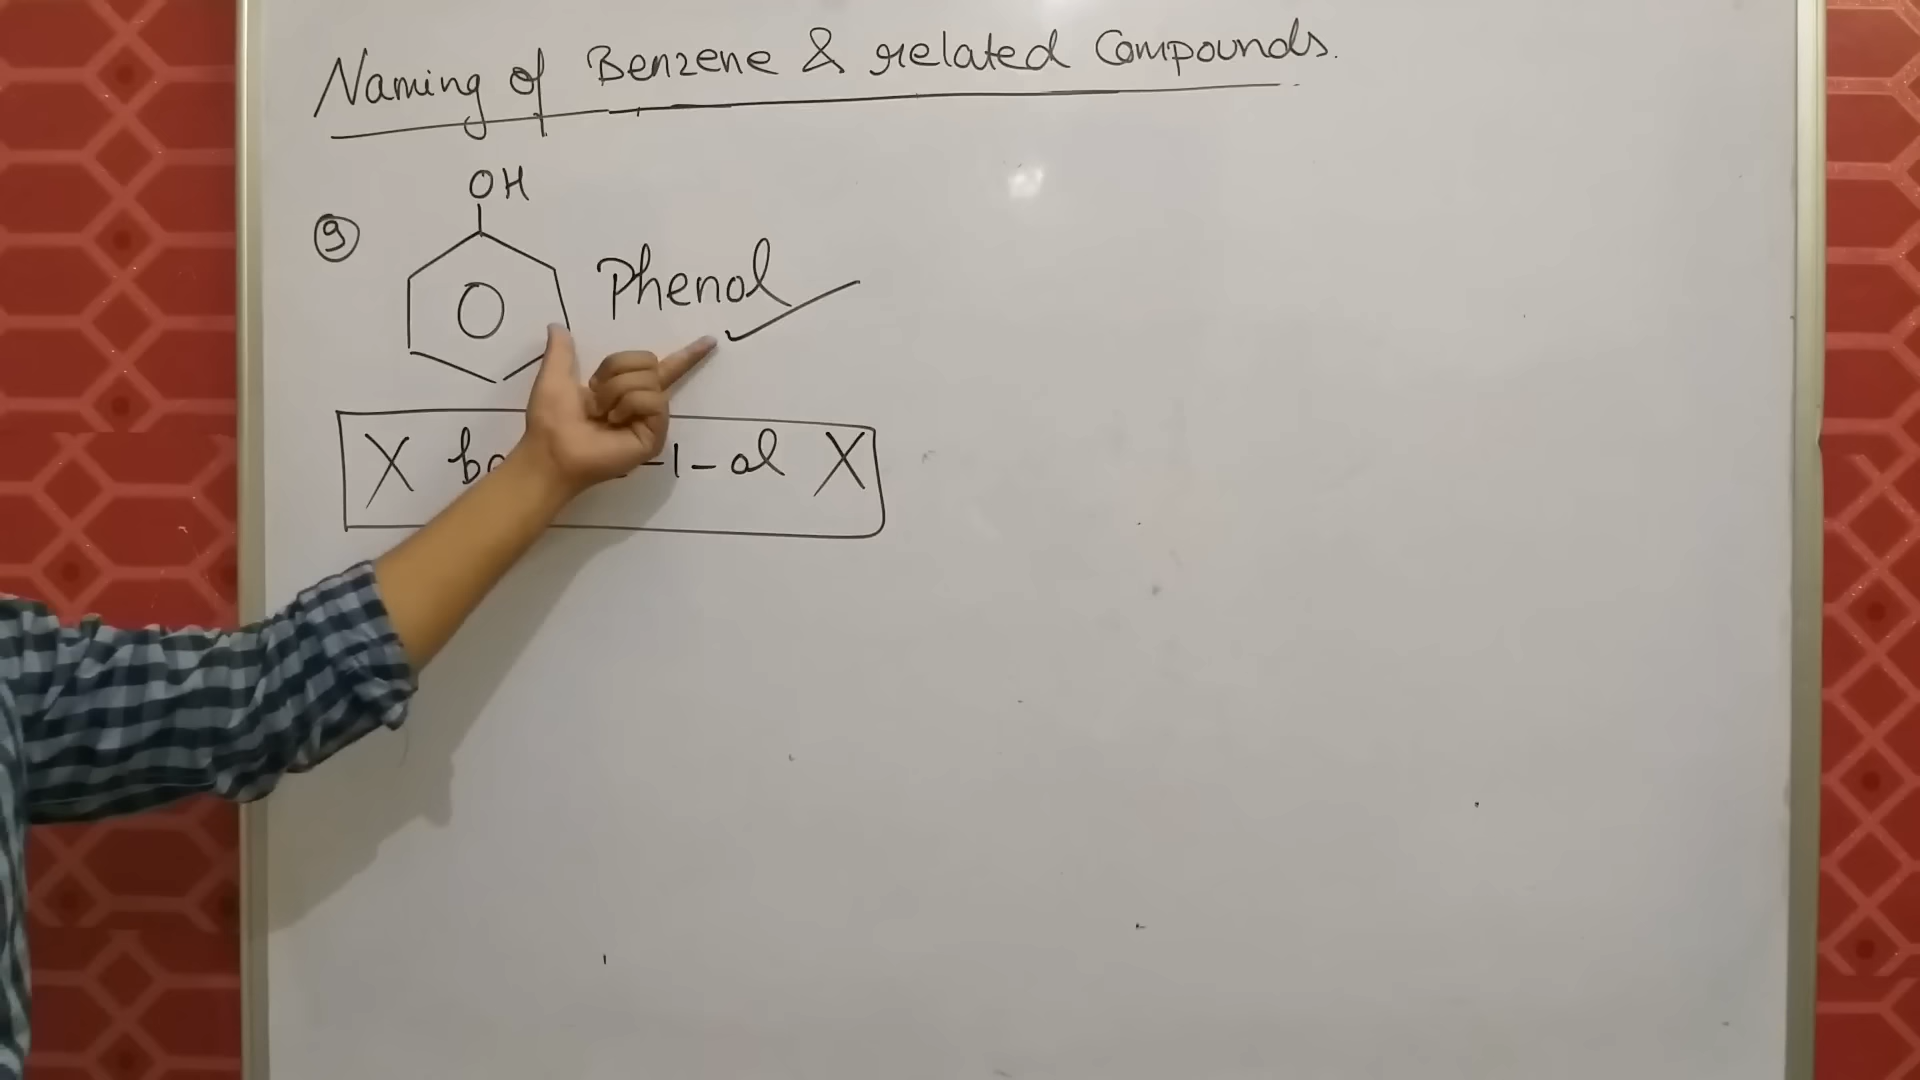 Naming of Benzene & related Compounds.
OH
9
Phenol
X -1-ol X